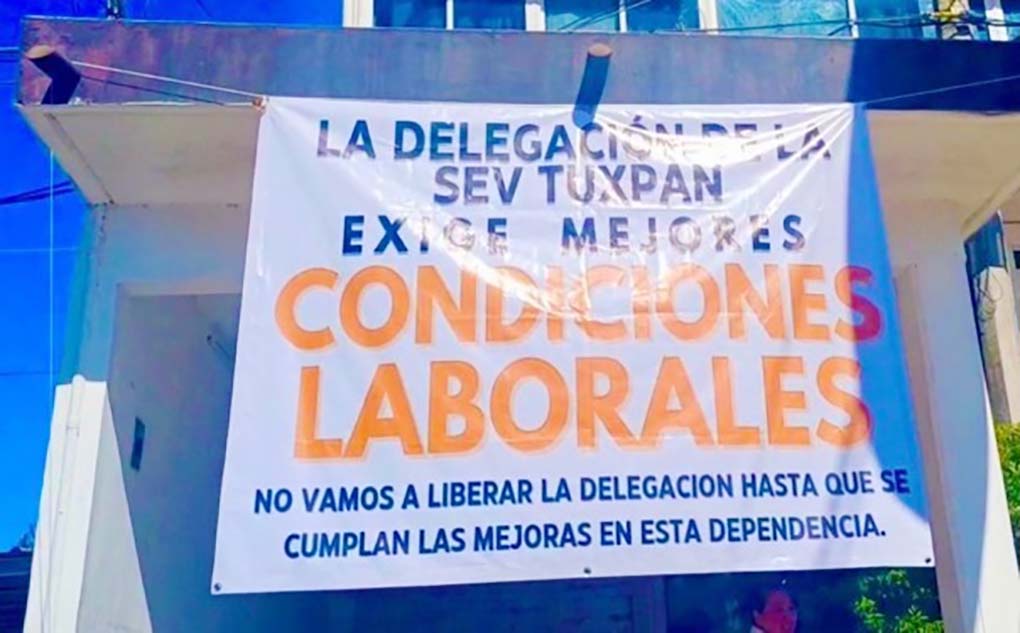 LA DELEGACIÓN DE LA
SEV TUXPAN
EXIGE MEJORES
CONDICIONES
LABORALES
NO VAMOS A LIBERAR LA DELEGACION HASTA QUE SE
CUMPLAN LAS MEJORAS EN ESTA DEPENDENCIA.